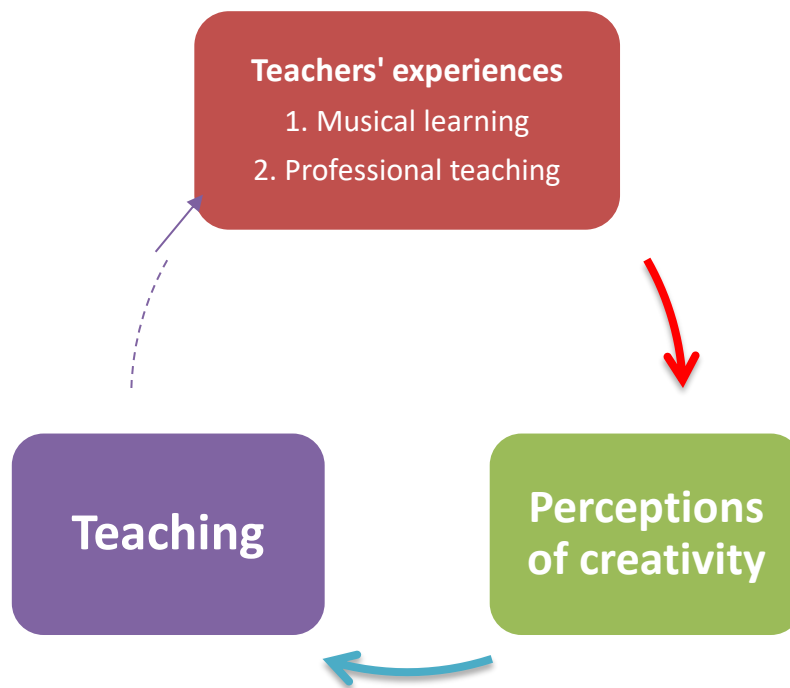 Teachers' experiences
1. Musical learning
2. Professional teaching
Teaching
Perceptions
of creativity